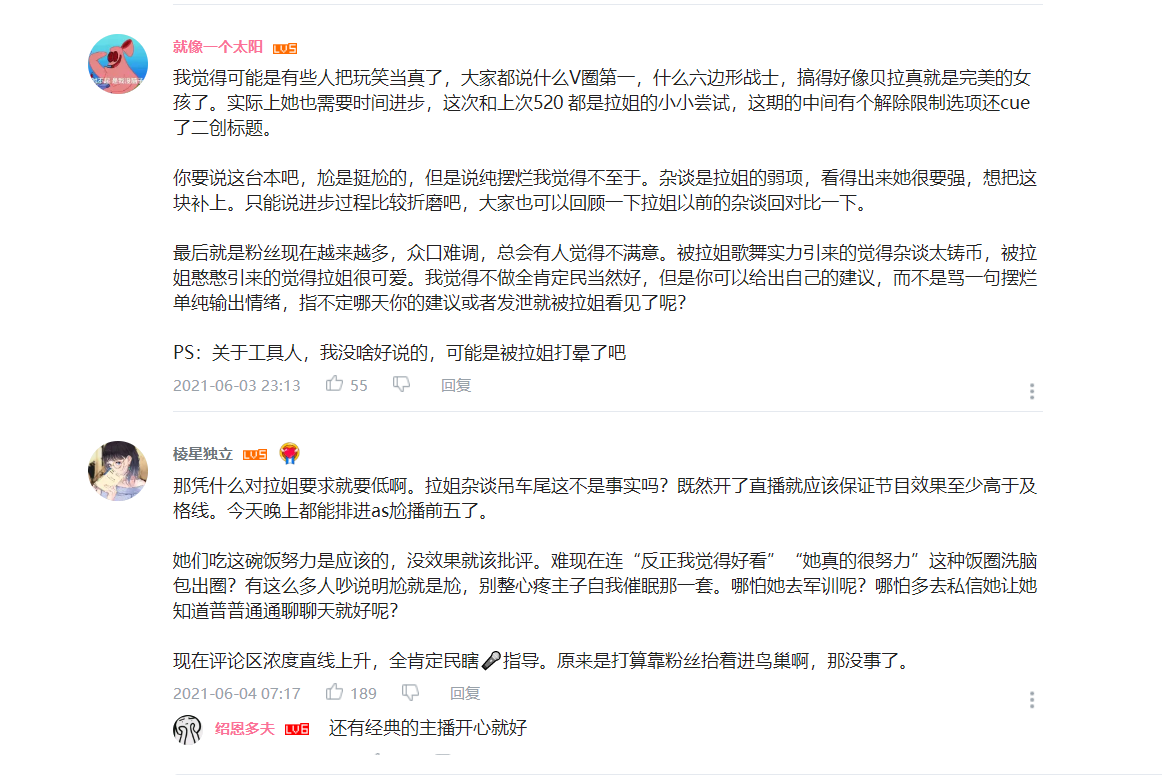 就像一个太阳 LV5
我觉得可能是有些人把玩笑当真了，大家都说什么V圈第一，什么六边形战士，搞得好像贝拉真就是完美的女
孩了。实际上她也需要时间进步，这次和上次520 都是拉姐的小小尝试，这期的中间有个解除限制选项还cue
了二创标题。
你要说这台本吧，尬是挺尬的，但是说纯摆烂我觉得不至于。杂谈是拉姐的弱项，看得出来她很要强，想把这
块补上。只能说进步过程比较折磨吧，大家也可以回顾一下拉姐以前的杂谈回对比一下。
最后就是粉丝现在越来越多，众口难调，总会有人觉得不满意。被拉姐歌舞实力引来的觉得杂谈太铸币，被拉
姐憨憨引来的觉得拉姐很可爱。我觉得不做全肯定民当然好，但是你可以给出自己的建议，而不是骂一句摆烂
单纯输出情绪，指不定哪天你的建议或者发泄就被拉姐看见了呢？
PS：关于工具人，我没啥好说的，可能是被拉姐打晕了吧
2021-06-03 23:13 55 回复
棱星独立 LV5
那凭什么对拉姐要求就要低啊。拉姐杂谈吊车尾这不是事实吗？既然开了直播就应该保证节目效果至少高于及
格线。今天晚上都能排进as尬播前五了。
她们吃这碗饭努力是应该的，没效果就该批评。难现在连“反正我觉得好看”“她真的很努力”这种饭圈洗脑
包出圈？有这么多人吵说明尬就是尬，别整心疼主子自我催眠那一套。哪怕她去军训呢？哪怕多去私信她让她
知道普普通通聊聊天就好呢？
现在评论区浓度直线上升，全肯定民瞎🎤指导。原来是打算靠粉丝抬着进鸟巢啊，那没事了。
2021-06-04 07:17 189 回复
绍恩多夫 LV6 还有经典的主播开心就好